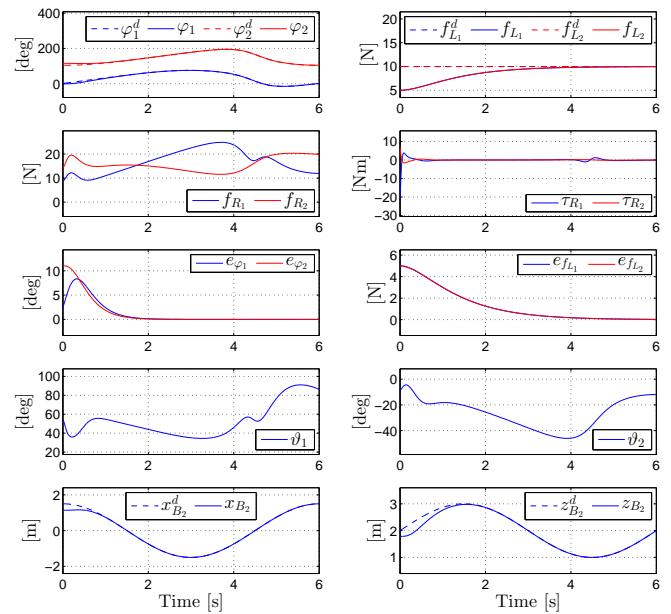 [deg]
400
200
0
φ₁ᵈ φ₁ φ₂ᵈ φ₂
0 2 4 6
[N]
10
5
f_{L₁}^d f_{L₁} f_{L₂}^d f_{L₂}
0 2 4 6
[N]
20
10
0
f_{R₁} f_{R₂}
0 2 4 6
[Nm]
10
0
−10
−20
−30
τ_{R₁} τ_{R₂}
0 2 4 6
[deg]
10
5
0
e_{φ₁} e_{φ₂}
0 2 4 6
[N]
6
4
2
0
e_{f_{L₁}} e_{f_{L₂}}
0 2 4 6
[deg]
100
80
60
40
20
ϑ₁
0 2 4 6
[deg]
0
−20
−40
ϑ₂
0 2 4 6
[m]
2
0
−2
x_{B₂}^d x_{B₂}
0 2 4 6
Time [s]
[m]
3
2
1
z_{B₂}^d z_{B₂}
0 2 4 6
Time [s]